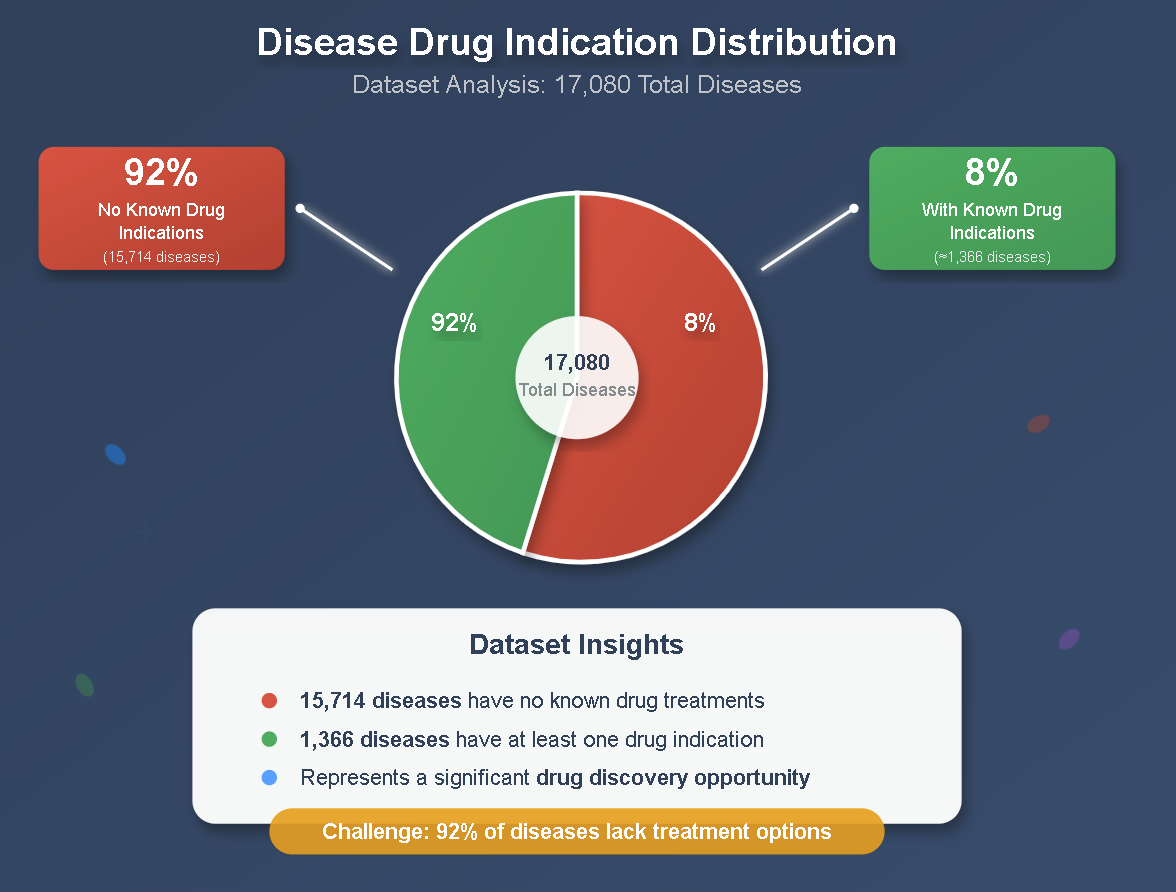 Disease Drug Indication Distribution
Dataset Analysis: 17,080 Total Diseases
92%
No Known Drug
Indications
(15,714 diseases)
8%
With Known Drug
Indications
(≈1,366 diseases)
92%
8%
17,080
Total Diseases
Dataset Insights
15,714 diseases have no known drug treatments
1,366 diseases have at least one drug indication
Represents a significant drug discovery opportunity
Challenge: 92% of diseases lack treatment options